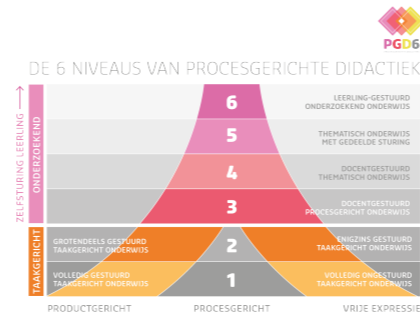 PGD6
DE 6 NIVEAUS VAN PROCESGERICHTE DIDACTIEK
ZELFSTURING LEERLING
ONDERZOEKEND
TAAKGERICHT
6
LEERLING-GESTUURD
ONDERZOEKEND ONDERWIJS
5
THEMATISCH ONDERWIJS
MET GEDEELDE STURING
4
DOCENTGESTUURD
THEMATISCH ONDERWIJS
3
DOCENTGESTUURD
PROCESGERICHT ONDERWIJS
GROTENDEELS GESTUURD
TAAKGERICHT ONDERWIJS
2
ENIGZINS GESTUURD
TAAKGERICHT ONDERWIJS
VOLLEDIG GESTUURD
TAAKGERICHT ONDERWIJS
1
VOLLEDIG ONGESTUURD
TAAKGERICHT ONDERWIJS
PRODUCTGERICHT
PROCESGERICHT
VRIJE EXPRESSIE